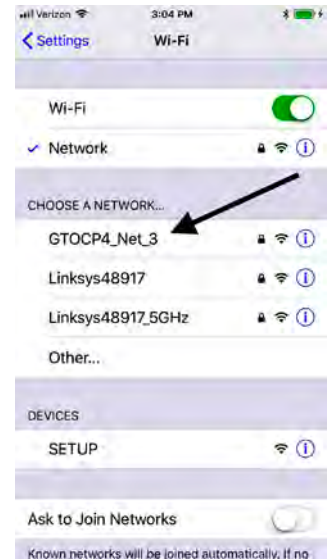 Verizon 3:04 PM
Settings Wi-Fi
Wi-Fi
Network
CHOOSE A NETWORK...
GTOCP4_Net_3
Linksys48917
Linksys48917_5GHz
Other...
DEVICES
SETUP
Ask to Join Networks
Known networks will be joined automatically. If no